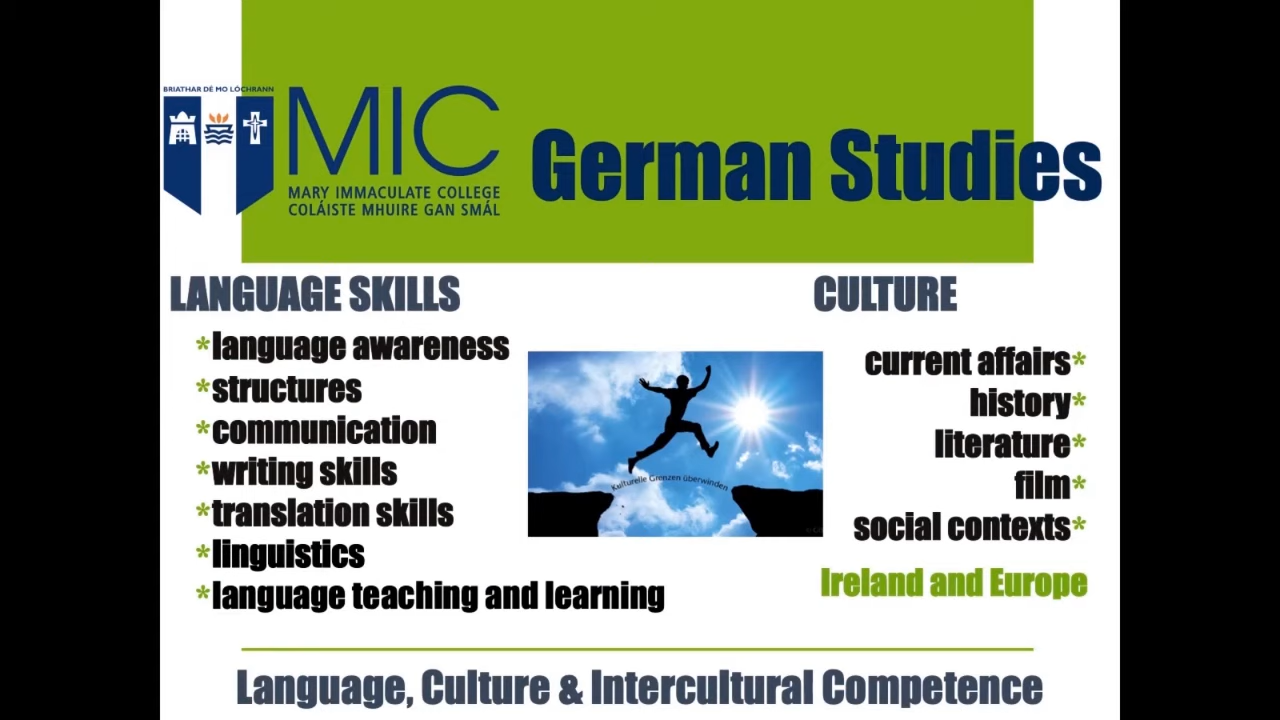 BRIATHAR DÉ MO LÓCHRANN
MIC
MARY IMMACULATE COLLEGE
COLÁISTE MHUIRE GAN SMÁL
German Studies
LANGUAGE SKILLS
*language awareness
*structures
*communication
*writing skills
*translation skills
*linguistics
*language teaching and learning
Kulturelle Grenzen überwinden
CULTURE
current affairs*
history*
literature*
film*
social contexts*
Ireland and Europe
Language, Culture & Intercultural Competence